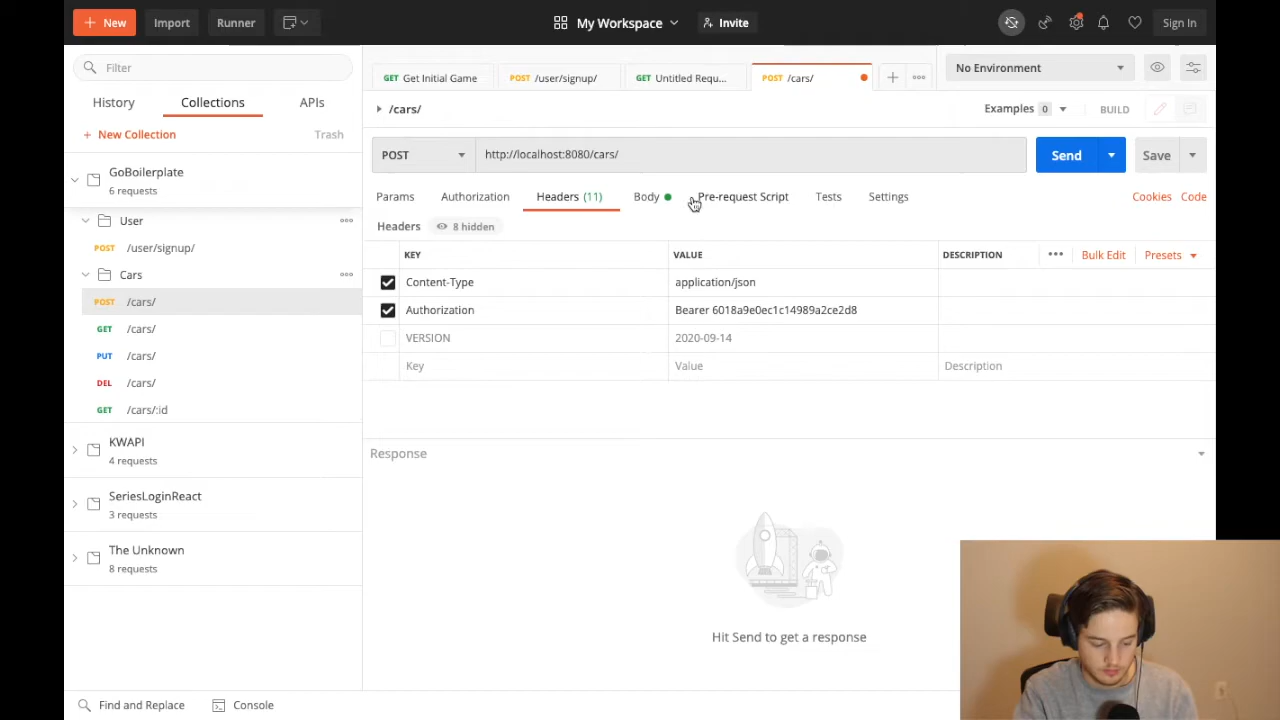 New
Import
Runner
My Workspace
Invite
Sign In
Filter
GET Get Initial Game
POST /user/signup/
GET Untitled Requ...
POST /cars/
No Environment
History
Collections
APIs
/cars/
Examples 0
BUILD
New Collection
Trash
POST
http://localhost:8080/cars/
Send
Save
GoBoilerplate
6 requests
Params
Authorization
Headers (11)
Body
Pre-request Script
Tests
Settings
Cookies
Code
User
Headers
8 hidden
POST /user/signup/
KEY
VALUE
DESCRIPTION
Bulk Edit
Presets
Cars
Content-Type
application/json
POST /cars/
Authorization
Bearer 6018a9e0ec1c14989a2ce2d8
GET /cars/
VERSION
2020-09-14
PUT /cars/
Key
Value
Description
DEL /cars/
GET /cars/:id
KWAPI
4 requests
Response
SeriesLoginReact
3 requests
The Unknown
8 requests
Hit Send to get a response
Find and Replace
Console